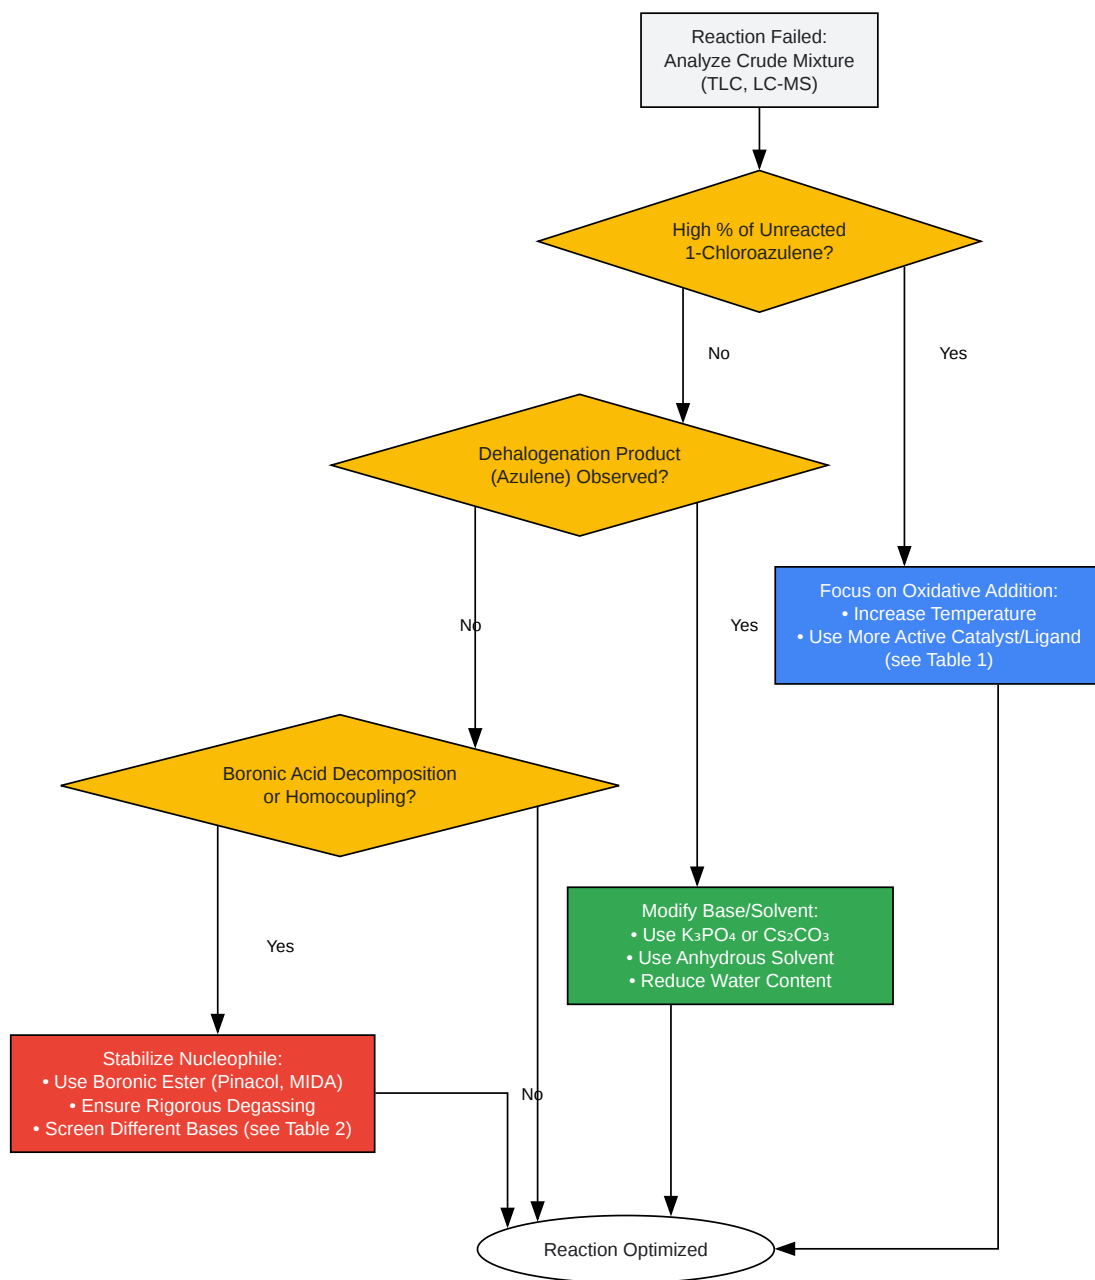 Reaction Failed:
Analyze Crude Mixture
(TLC, LC-MS)
High % of Unreacted
1-Chloroazulene?
No
Yes
Dehalogenation Product
(Azulene) Observed?
Focus on Oxidative Addition:
• Increase Temperature
• Use More Active Catalyst/Ligand
(see Table 1)
No
Yes
Boronic Acid Decomposition
or Homocoupling?
Modify Base/Solvent:
• Use K₃PO₄ or Cs₂CO₃
• Use Anhydrous Solvent
• Reduce Water Content
Yes
Stabilize Nucleophile:
• Use Boronic Ester (Pinacol, MIDA)
• Ensure Rigorous Degassing
• Screen Different Bases (see Table 2)
No
Reaction Optimized